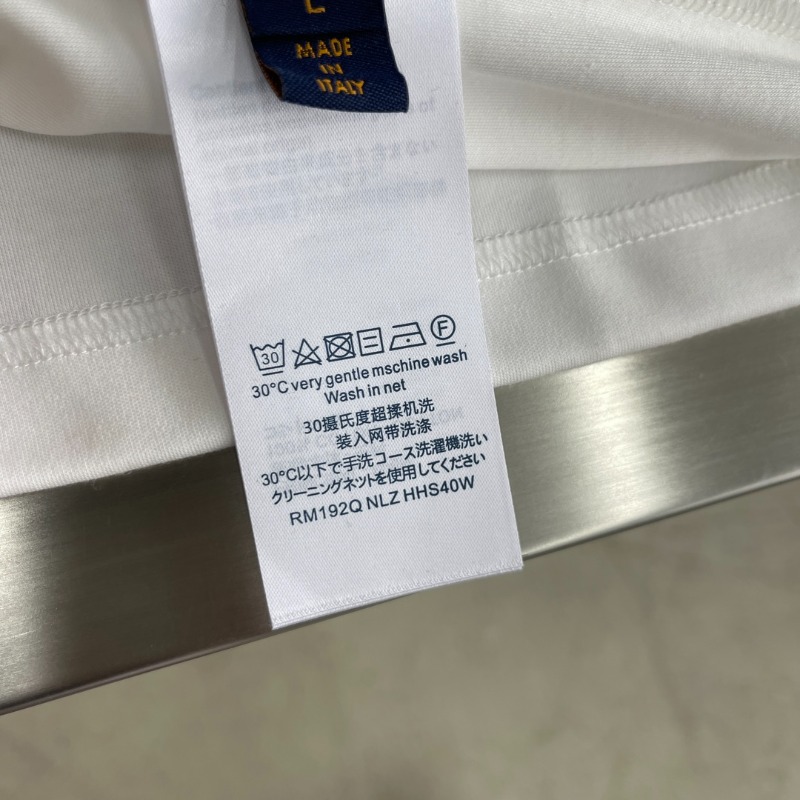 L
MADE
IN
ITALY
30
F
30°C very gentle mschine wash
Wash in net
30摄氏度超揉机洗
装入网带洗涤
30℃以下で手洗コース洗濯機洗い
クリーニングネットを使用してください
RM192Q NLZ HHS40W